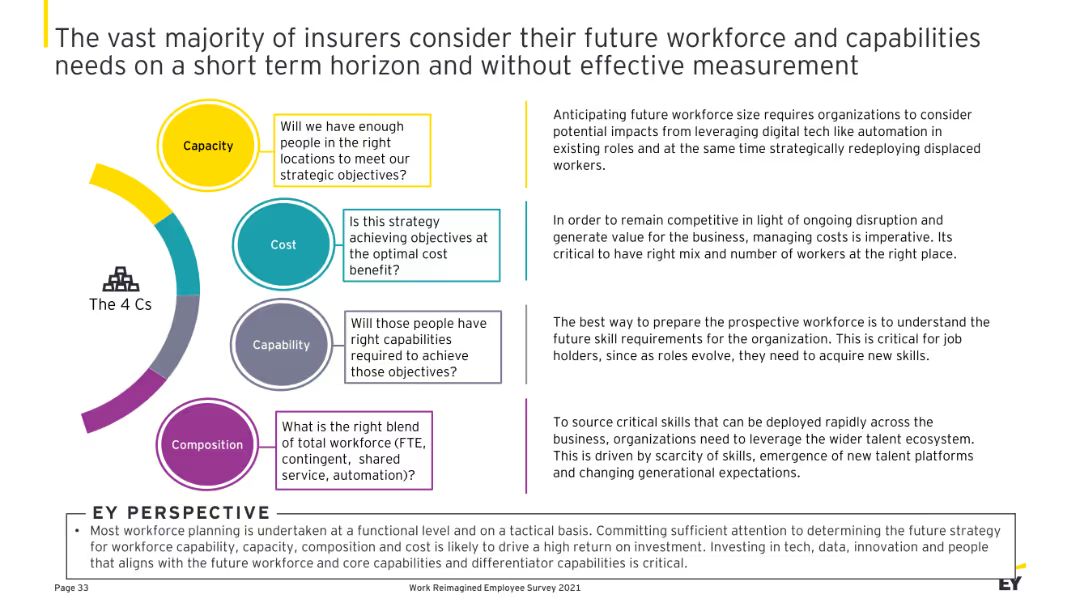 The vast majority of insurers consider their future workforce and capabilities
needs on a short term horizon and without effective measurement
Capacity
Will we have enough
people in the right
locations to meet our
strategic objectives?
Anticipating future workforce size requires organizations to consider
potential impacts from leveraging digital tech like automation in
existing roles and at the same time strategically redeploying displaced
workers.
Cost
Is this strategy
achieving objectives at
the optimal cost
benefit?
In order to remain competitive in light of ongoing disruption and
generate value for the business, managing costs is imperative. Its
critical to have right mix and number of workers at the right place.
The 4 Cs
Capability
Will those people have
right capabilities
required to achieve
those objectives?
The best way to prepare the prospective workforce is to understand the
future skill requirements for the organization. This is critical for job
holders, since as roles evolve, they need to acquire new skills.
Composition
What is the right blend
of total workforce (FTE,
contingent, shared
service, automation)?
To source critical skills that can be deployed rapidly across the
business, organizations need to leverage the wider talent ecosystem.
This is driven by scarcity of skills, emergence of new talent platforms
and changing generational expectations.
EY PERSPECTIVE
• Most workforce planning is undertaken at a functional level and on a tactical basis. Committing sufficient attention to determining the future strategy
for workforce capability, capacity, composition and cost is likely to drive a high return on investment. Investing in tech, data, innovation and people
that aligns with the future workforce and core capabilities and differentiator capabilities is critical.
Page 33
Work Reimagined Employee Survey 2021
EY